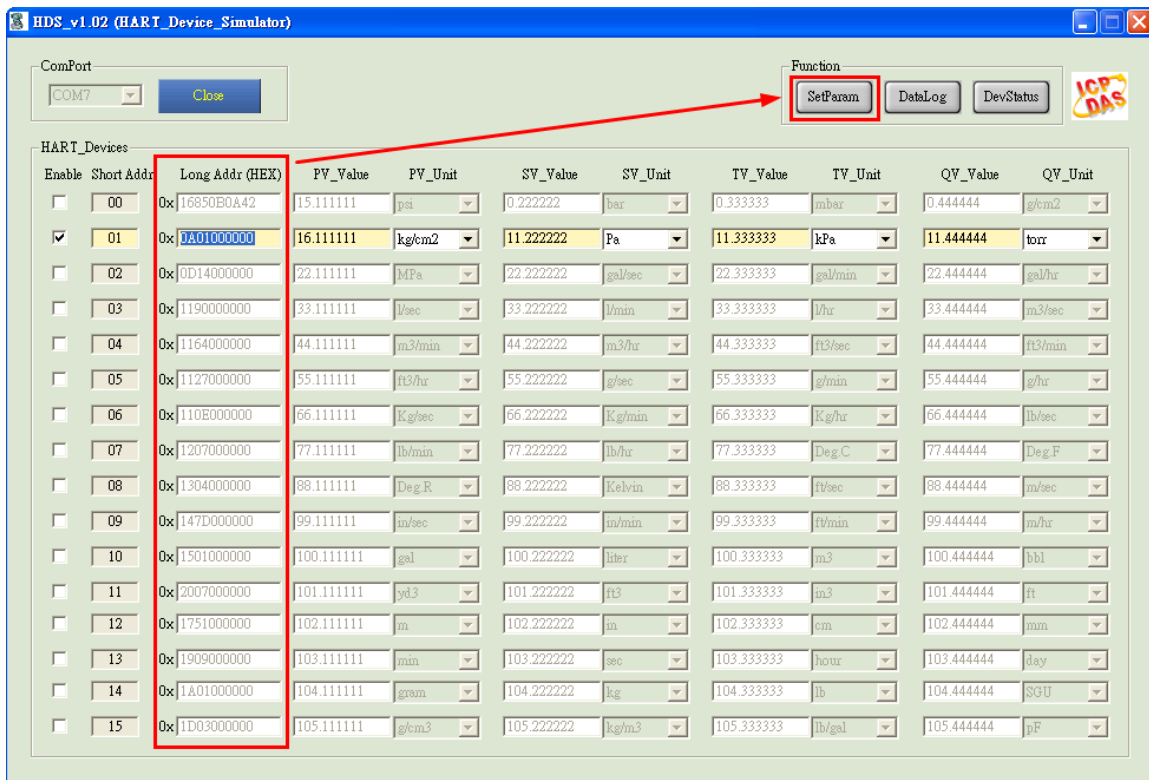 HDS_v1.02 (HART_Device_Simulator)
ComPort
COM7
Close
Function
SetParam
DataLog
DevStatus
ICP DAS
HART_Devices
Enable Short Addr Long Addr (HEX) PV_Value PV_Unit SV_Value SV_Unit TV_Value TV_Unit QV_Value QV_Unit
00 0x 16850B0A42 15.111111 psi 0.222222 bar 0.333333 mbar 0.444444 g/cm2
01 0x 0A01000000 16.111111 kg/cm2 11.222222 Pa 11.333333 kPa 11.444444 torr
02 0x 0D14000000 22.111111 MPa 22.222222 gal/sec 22.333333 gal/min 22.444444 gal/hr
03 0x 1190000000 33.111111 l/sec 33.222222 l/min 33.333333 l/hr 33.444444 m3/sec
04 0x 1164000000 44.111111 m3/min 44.222222 m3/hr 44.333333 ft3/sec 44.444444 ft3/min
05 0x 1127000000 55.111111 ft3/hr 55.222222 g/sec 55.333333 g/min 55.444444 g/hr
06 0x 110E000000 66.111111 Kg/sec 66.222222 Kg/min 66.333333 Kg/hr 66.444444 lb/sec
07 0x 1207000000 77.111111 lb/min 77.222222 lb/hr 77.333333 Deg.C 77.444444 Deg.F
08 0x 1304000000 88.111111 Deg.R 88.222222 Kelvin 88.333333 ft/sec 88.444444 m/sec
09 0x 147D000000 99.111111 in/sec 99.222222 in/min 99.333333 ft/min 99.444444 m/hr
10 0x 1501000000 100.111111 gal 100.222222 liter 100.333333 m3 100.444444 bbl
11 0x 2007000000 101.111111 yd3 101.222222 ft3 101.333333 in3 101.444444 ft
12 0x 1751000000 102.111111 m 102.222222 in 102.333333 cm 102.444444 mm
13 0x 1909000000 103.111111 min 103.222222 sec 103.333333 hour 103.444444 day
14 0x 1A01000000 104.111111 gram 104.222222 kg 104.333333 lb 104.444444 SGU
15 0x 1D03000000 105.111111 g/cm3 105.222222 kg/m3 105.333333 lb/gal 105.444444 pF